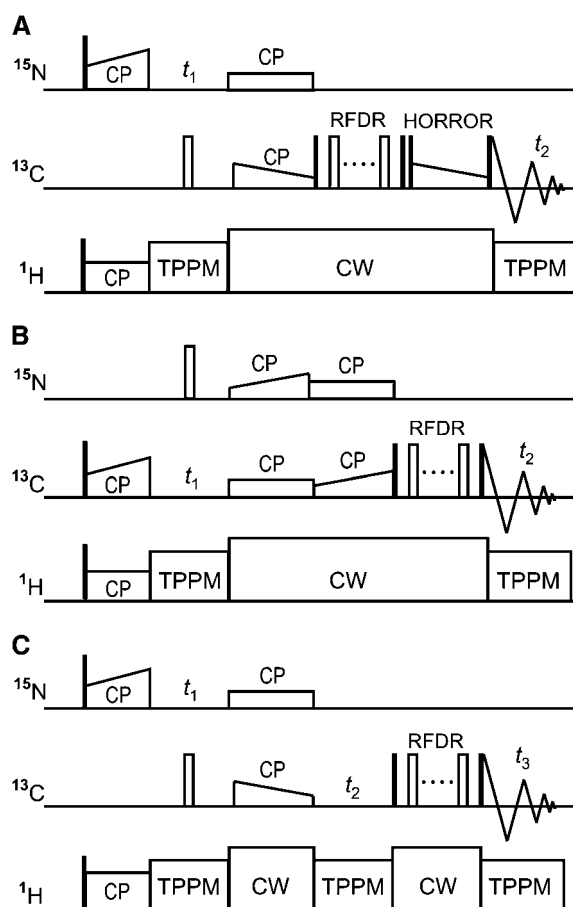 A
¹⁵N CP t₁ CP
RFDR HORROR
¹³C CP t₂
¹H CP TPPM CW TPPM
B
¹⁵N CP CP
RFDR
¹³C CP t₁ CP CP t₂
¹H CP TPPM CW TPPM
C
¹⁵N CP t₁ CP
RFDR
¹³C CP t₂ t₃
¹H CP TPPM CW TPPM CW TPPM